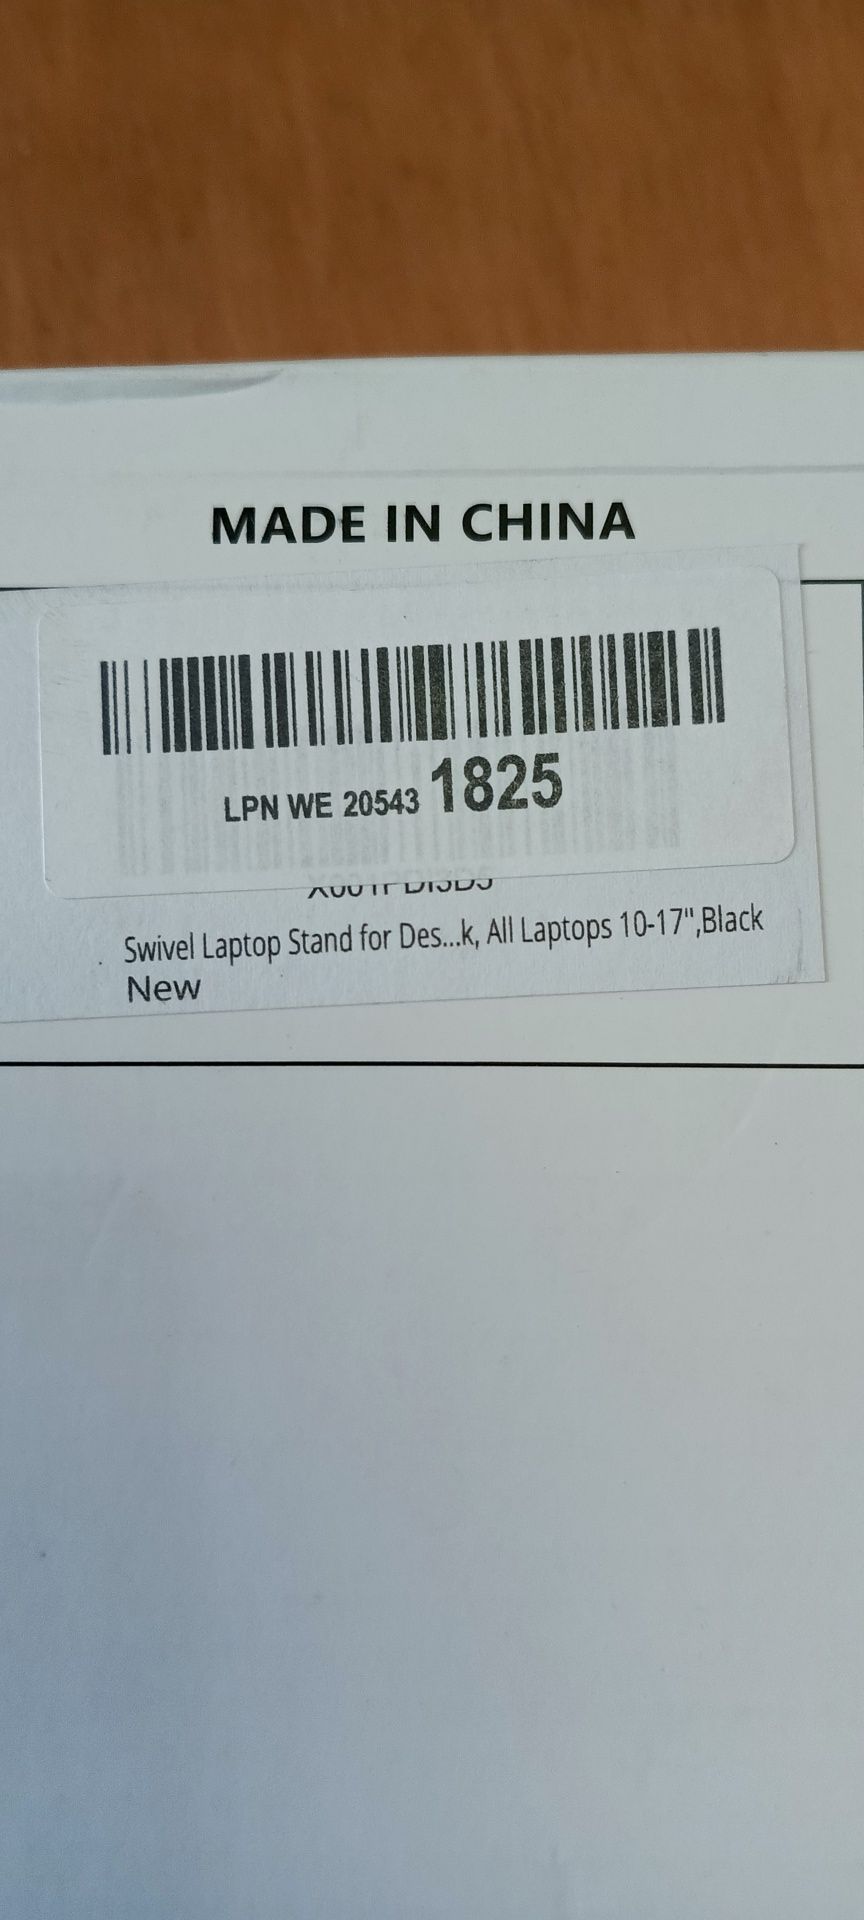 MADE IN CHINA
LPN WE 20543 1825
Swivel Laptop Stand for Des...k, All Laptops 10-17",Black
New